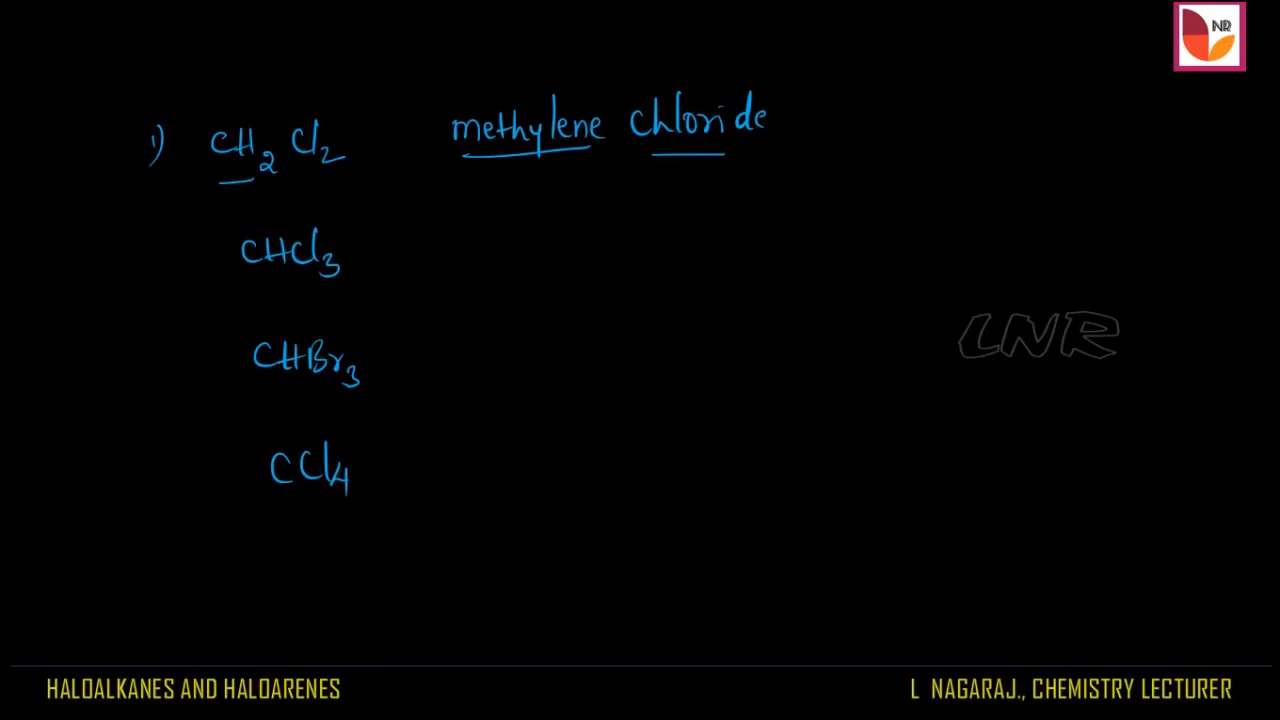 NR
1) CH2Cl2 methylene chloride
CHCl3
LNR
CHBr3
CCl4
HALOALKANES AND HALOARENES
L NAGARAJ., CHEMISTRY LECTURER